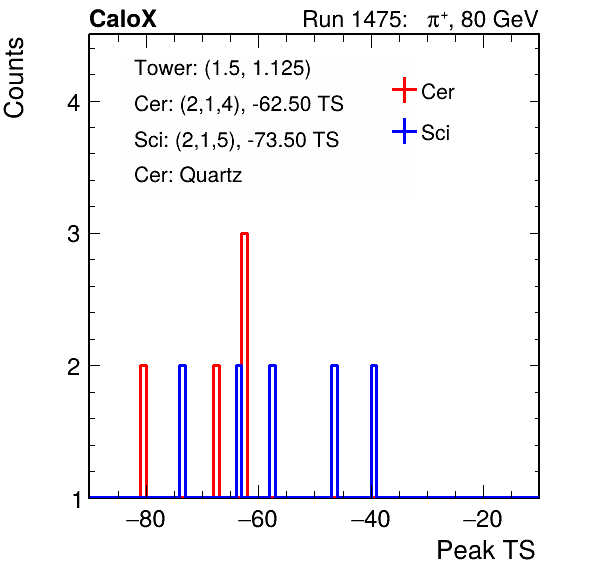 CaloX Run 1475: π⁺, 80 GeV
Counts
Tower: (1.5, 1.125)
Cer: (2,1,4), -62.50 TS
Sci: (2,1,5), -73.50 TS
Cer: Quartz
Cer
Sci
4
3
2
1
−80 −60 −40 −20
Peak TS